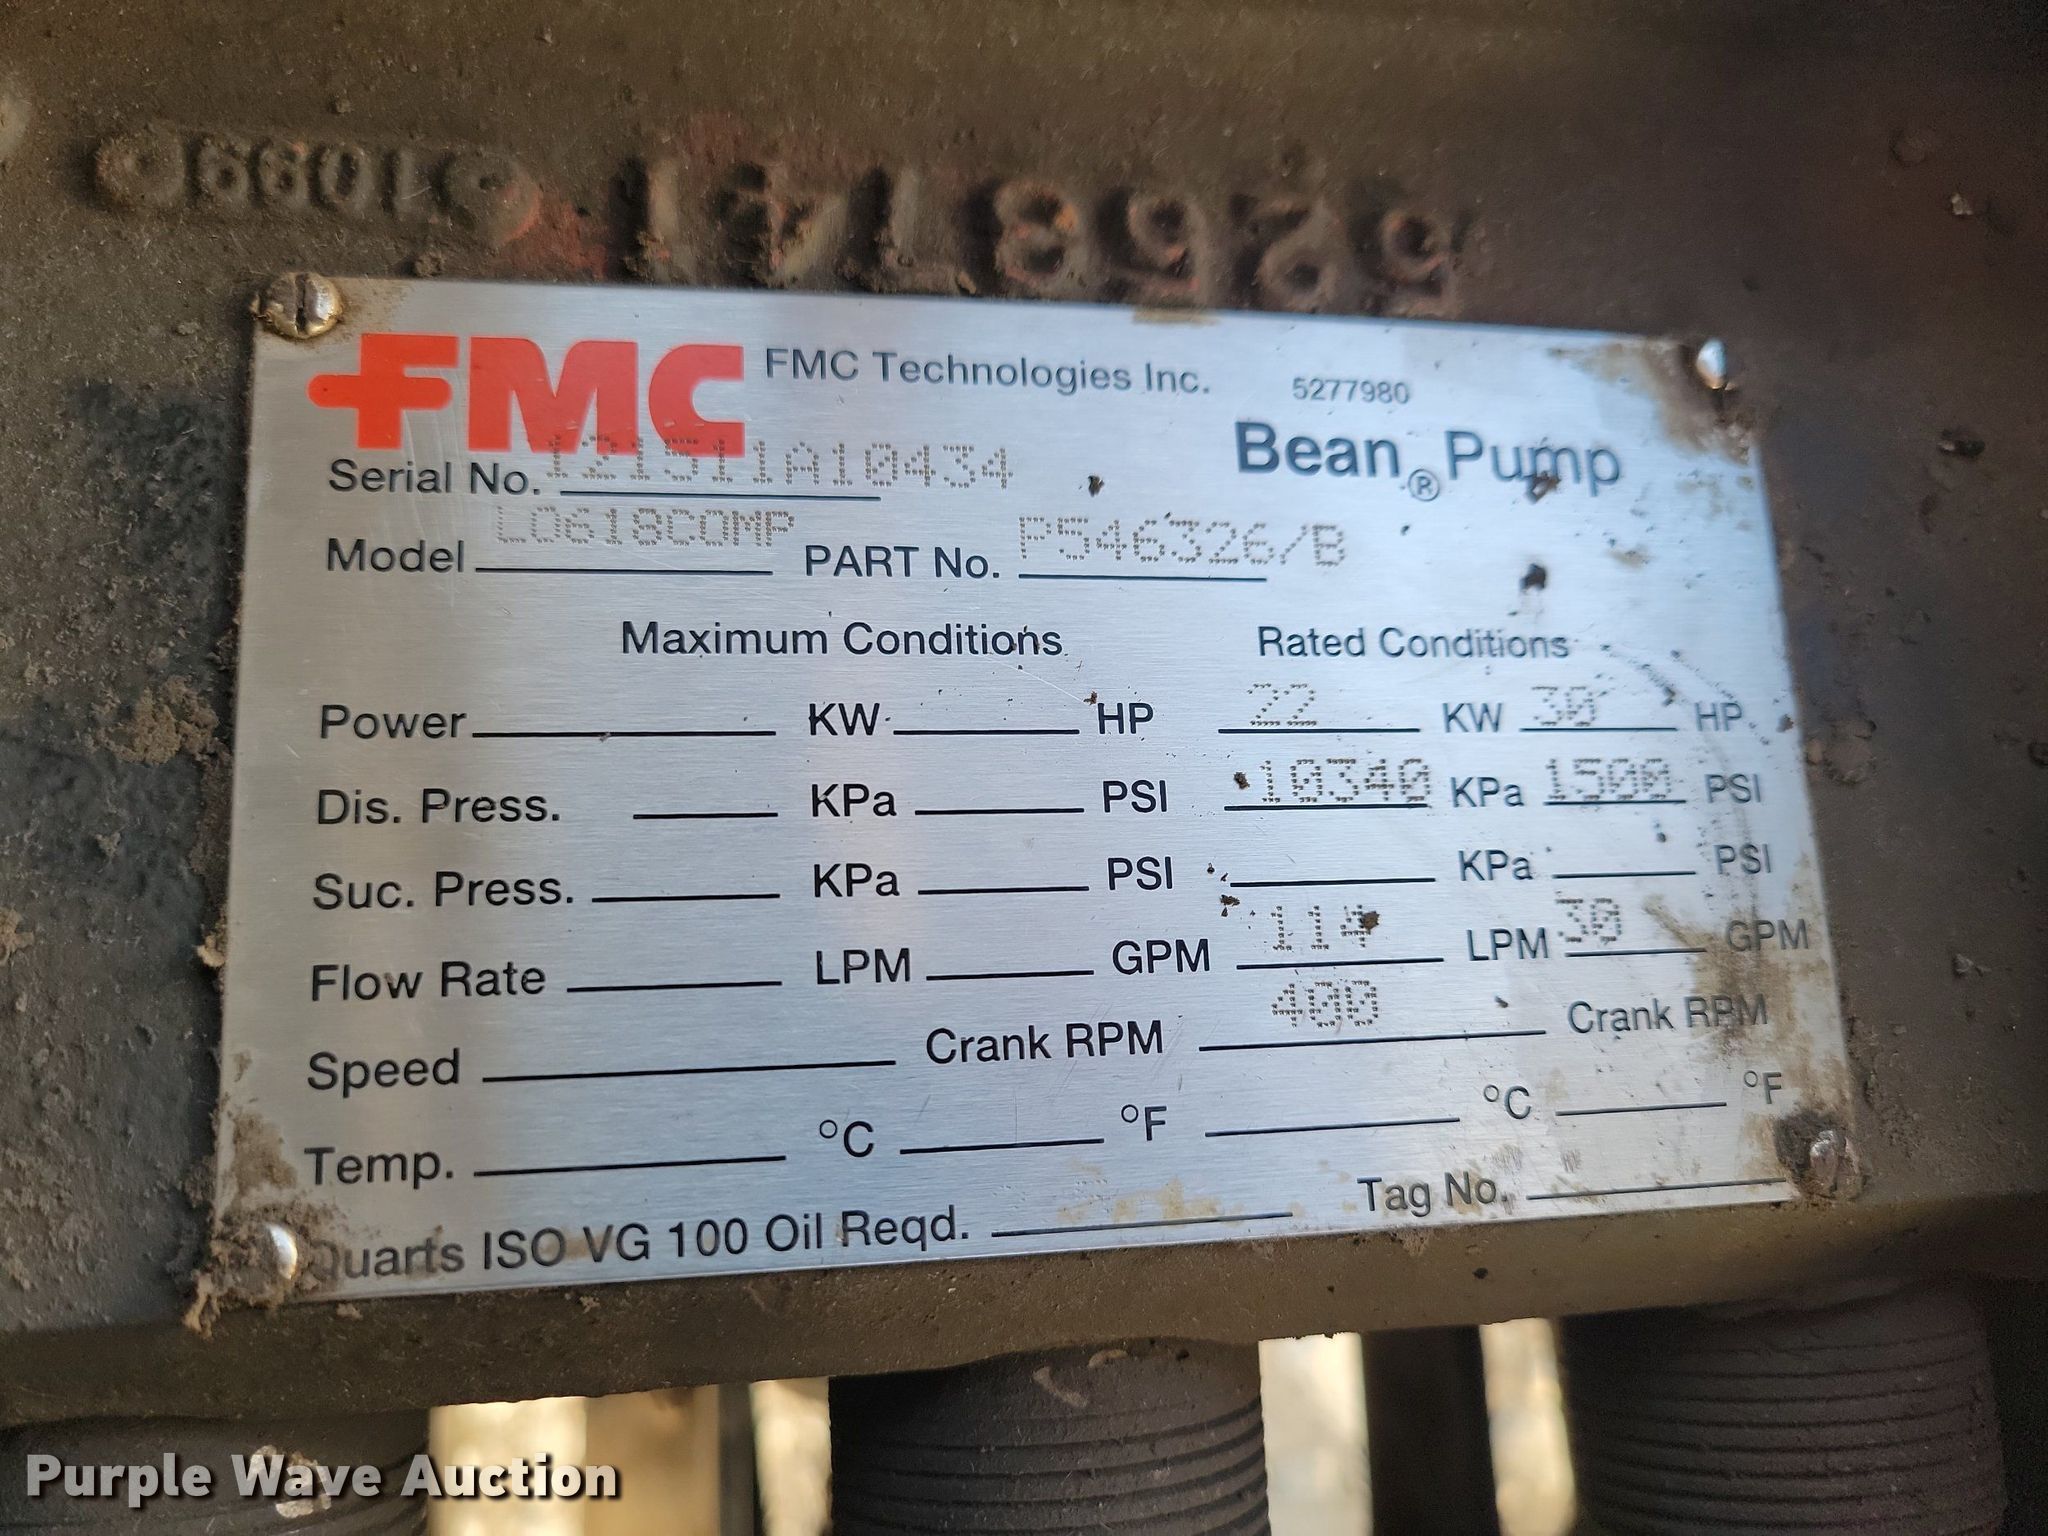 1099
5268141
FMC FMC Technologies Inc. 5277980
Bean® Pump
Serial No. 121511A10434
Model L0618COMP PART No. P546326/B
Maximum Conditions Rated Conditions
Power KW HP 22 KW 30 HP
Dis. Press. KPa PSI 10340 KPa 1500 PSI
Suc. Press. KPa PSI KPa PSI
Flow Rate LPM GPM 114 LPM 30 GPM
Speed Crank RPM 400 Crank RPM
Temp. °C °F °C °F
Quarts ISO VG 100 Oil Reqd. Tag No.
Purple Wave Auction